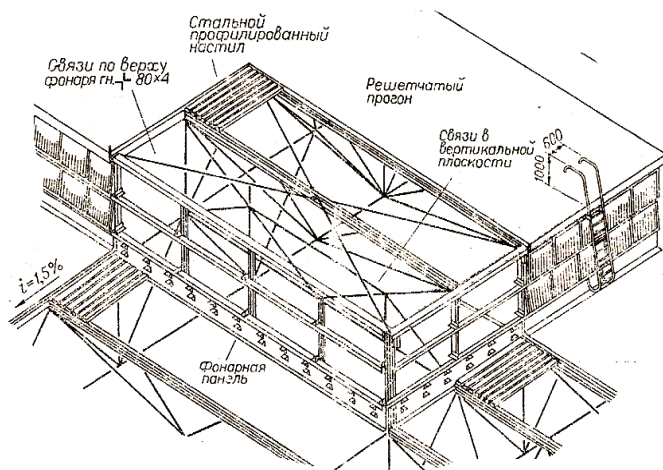 Стальной
профилированный
настил
Связи по верху
фонаря гн. 80×4
Решетчатый
прогон
Связи в
вертикальной
плоскости
600
1000
i=1,5%
Фонарная
панель